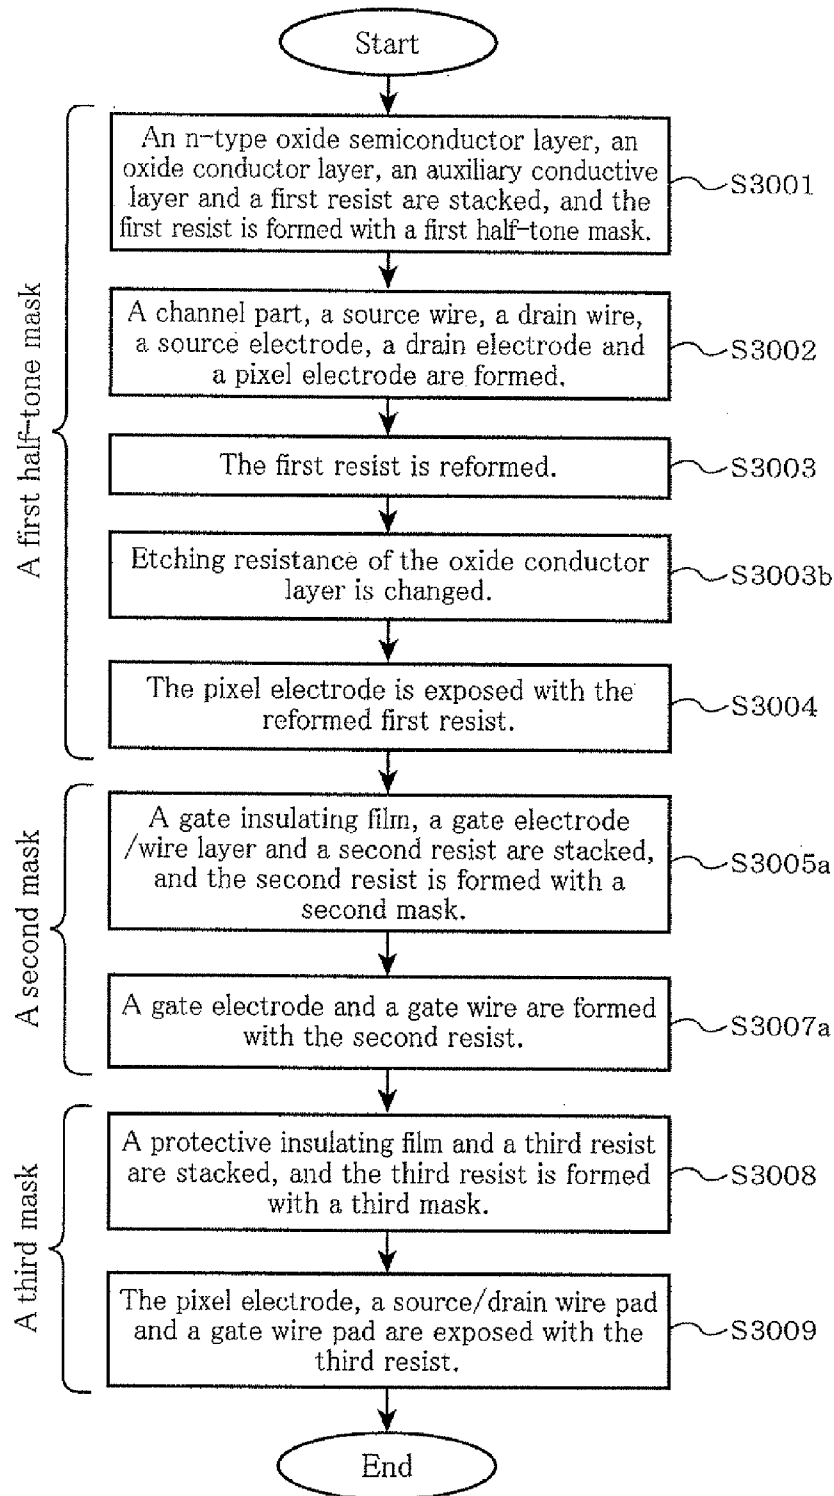 Start
A first half-tone mask
An n-type oxide semiconductor layer, an
oxide conductor layer, an auxiliary conductive
layer and a first resist are stacked, and the
first resist is formed with a first half-tone mask.
S3001
A channel part, a source wire, a drain wire,
a source electrode, a drain electrode and
a pixel electrode are formed.
S3002
The first resist is reformed.
S3003
Etching resistance of the oxide conductor
layer is changed.
S3003b
The pixel electrode is exposed with the
reformed first resist.
S3004
A second mask
A gate insulating film, a gate electrode
/wire layer and a second resist are stacked,
and the second resist is formed with a
second mask.
S3005a
A gate electrode and a gate wire are formed
with the second resist.
S3007a
A third mask
A protective insulating film and a third resist
are stacked, and the third resist is formed
with a third mask.
S3008
The pixel electrode, a source/drain wire pad
and a gate wire pad are exposed with the
third resist.
S3009
End